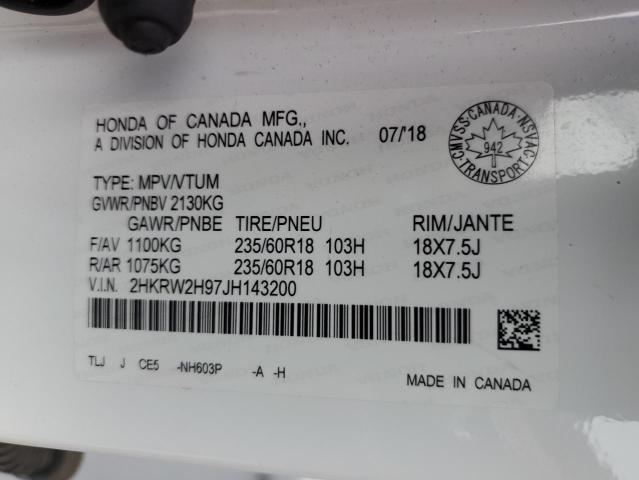 HONDA OF CANADA MFG.,
A DIVISION OF HONDA CANADA INC. 07/'18
CMVSS-CANADA-NSVAC
942
TRANSPORT
TYPE: MPV/VTUM
GVWR/PNBV 2130KG
GAWR/PNBE TIRE/PNEU RIM/JANTE
F/AV 1100KG 235/60R18 103H 18X7.5J
R/AR 1075KG 235/60R18 103H 18X7.5J
V.I.N. 2HKRW2H97JH143200
TLJ J CE5 -NH603P -A -H
MADE IN CANADA